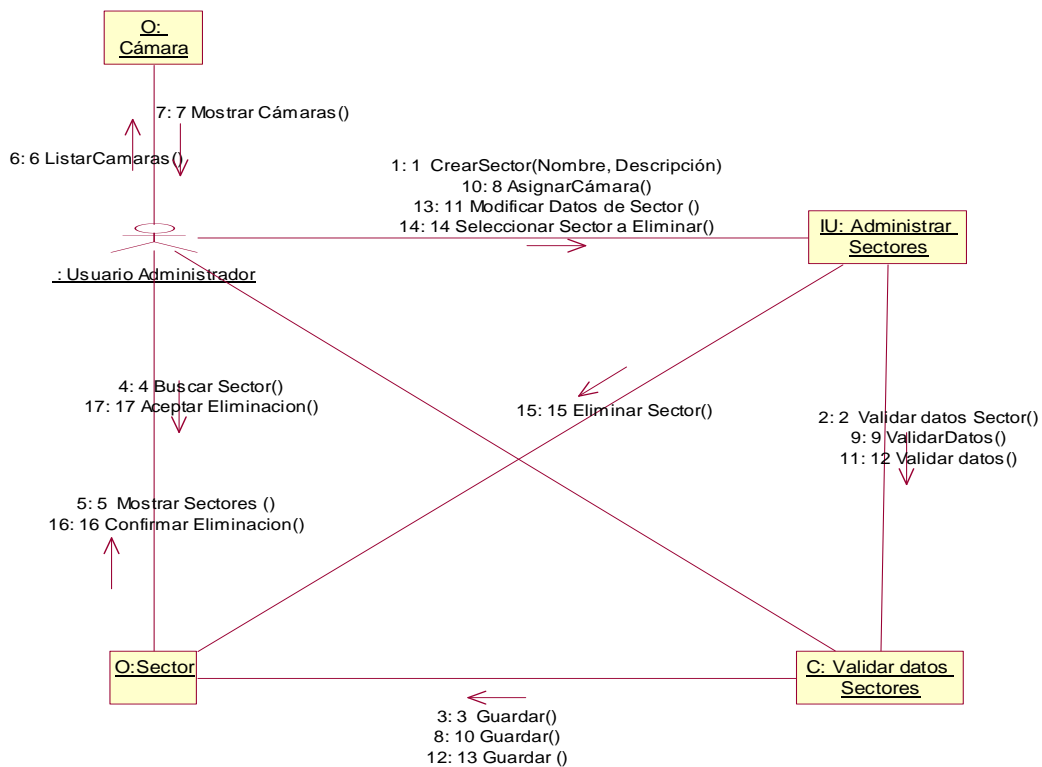 O:
Cámara
7: 7 Mostrar Cámaras()
6: 6 ListarCamaras()
1: 1 CrearSector(Nombre, Descripción)
10: 8 AsignarCámara()
13: 11 Modificar Datos de Sector ()
14: 14 Seleccionar Sector a Eliminar()
IU: Administrar
Sectores
: Usuario Administrador
4: 4 Buscar Sector()
17: 17 Aceptar Eliminacion()
15: 15 Eliminar Sector()
2: 2 Validar datos Sector()
9: 9 ValidarDatos()
11: 12 Validar datos()
5: 5 Mostrar Sectores ()
16: 16 Confirmar Eliminacion()
O:Sector
C: Validar datos
Sectores
3: 3 Guardar()
8: 10 Guardar()
12: 13 Guardar ()